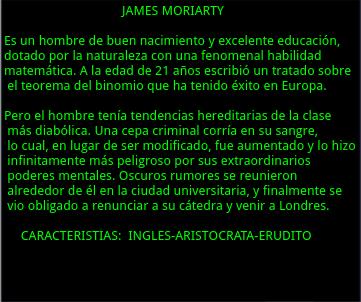 JAMES MORIARTY
Es un hombre de buen nacimiento y excelente educación,
dotado por la naturaleza con una fenomenal habilidad
matemática. A la edad de 21 años escribió un tratado sobre
el teorema del binomio que ha tenido éxito en Europa.
Pero el hombre tenía tendencias hereditarias de la clase
más diabólica. Una cepa criminal corría en su sangre,
lo cual, en lugar de ser modificado, fue aumentado y lo hizo
infinitamente más peligroso por sus extraordinarios
poderes mentales. Oscuros rumores se reunieron
alrededor de él en la ciudad universitaria, y finalmente se
vio obligado a renunciar a su cátedra y venir a Londres.
CARACTERISTIAS: INGLES-ARISTOCRATA-ERUDITO